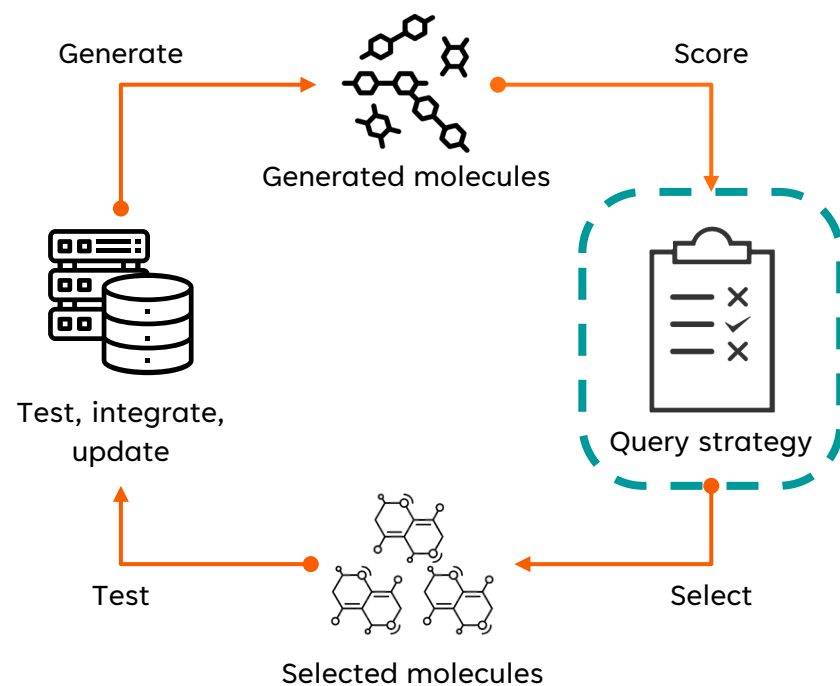 Generate
Score
Generated molecules
Test, integrate,
update
Query strategy
Test
Select
Selected molecules